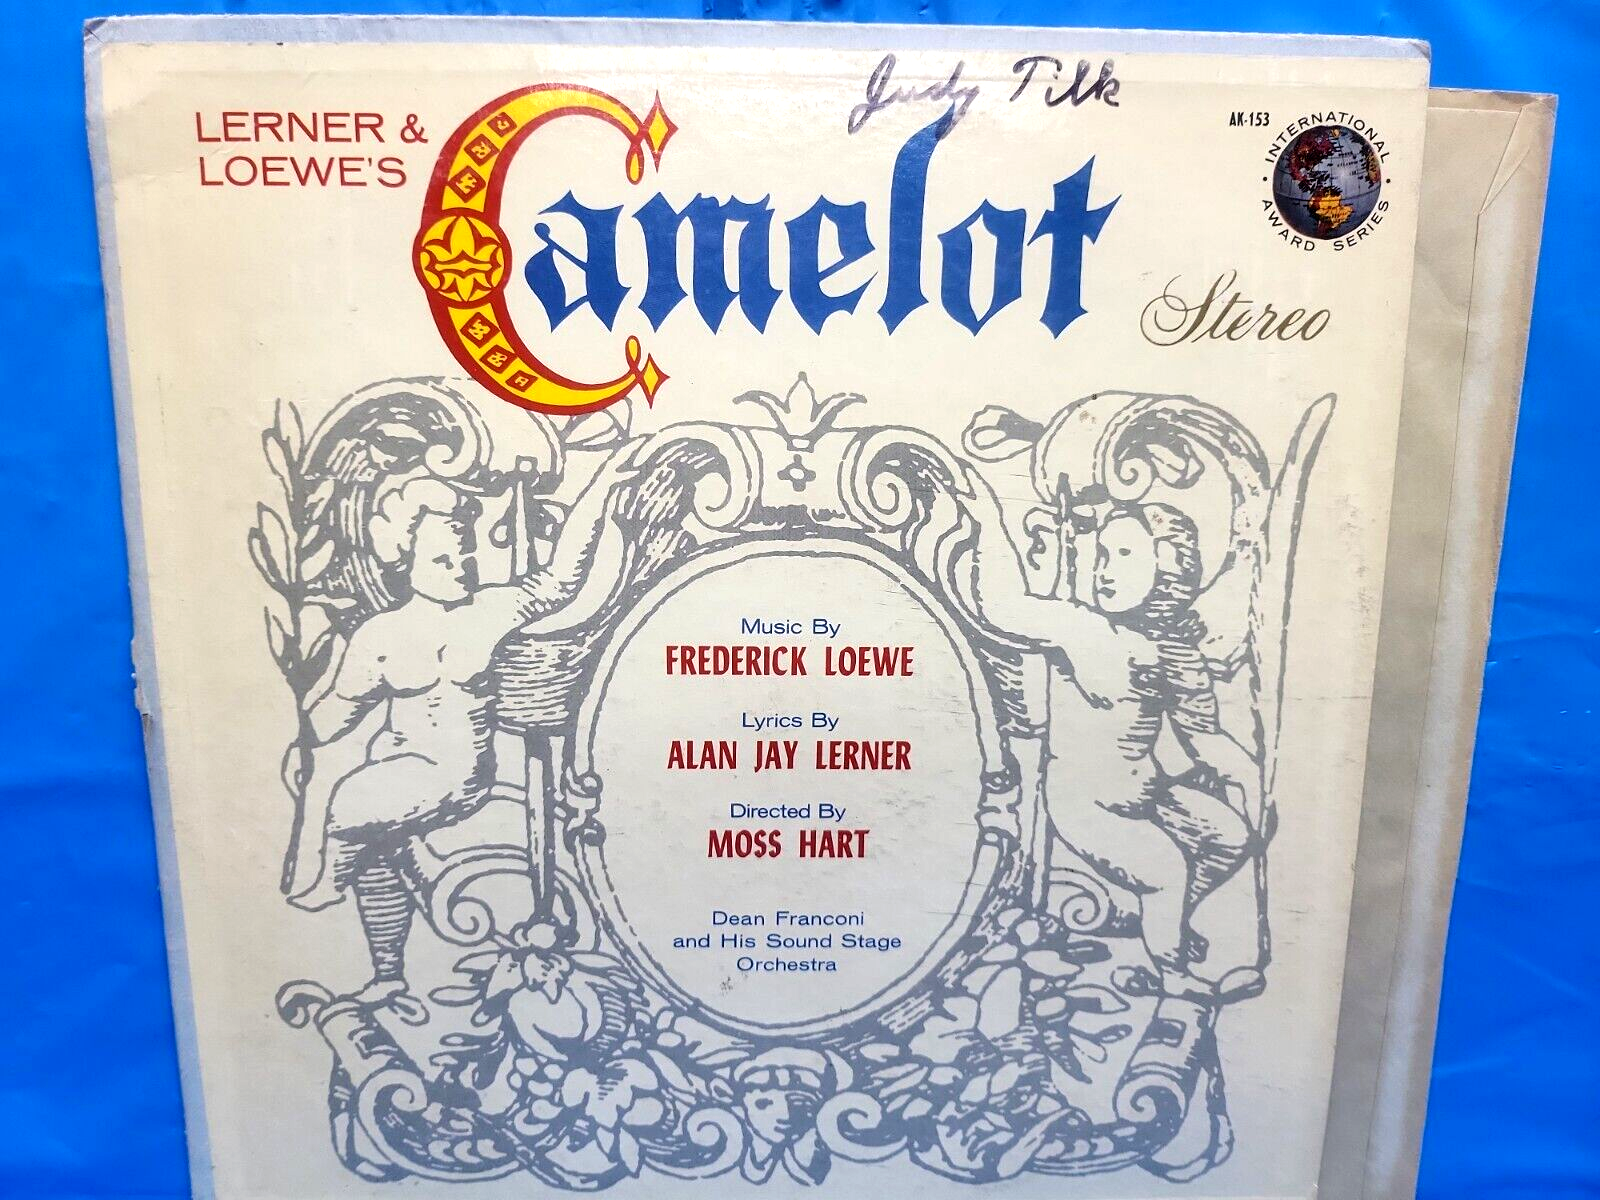 Judy Tilk
LERNER &
LOEWE'S
Camelot
AK-153
INTERNATIONAL
AWARD SERIES
Stereo
Music By
FREDERICK LOEWE
Lyrics By
ALAN JAY LERNER
Directed By
MOSS HART
Dean Franconi
and His Sound Stage
Orchestra